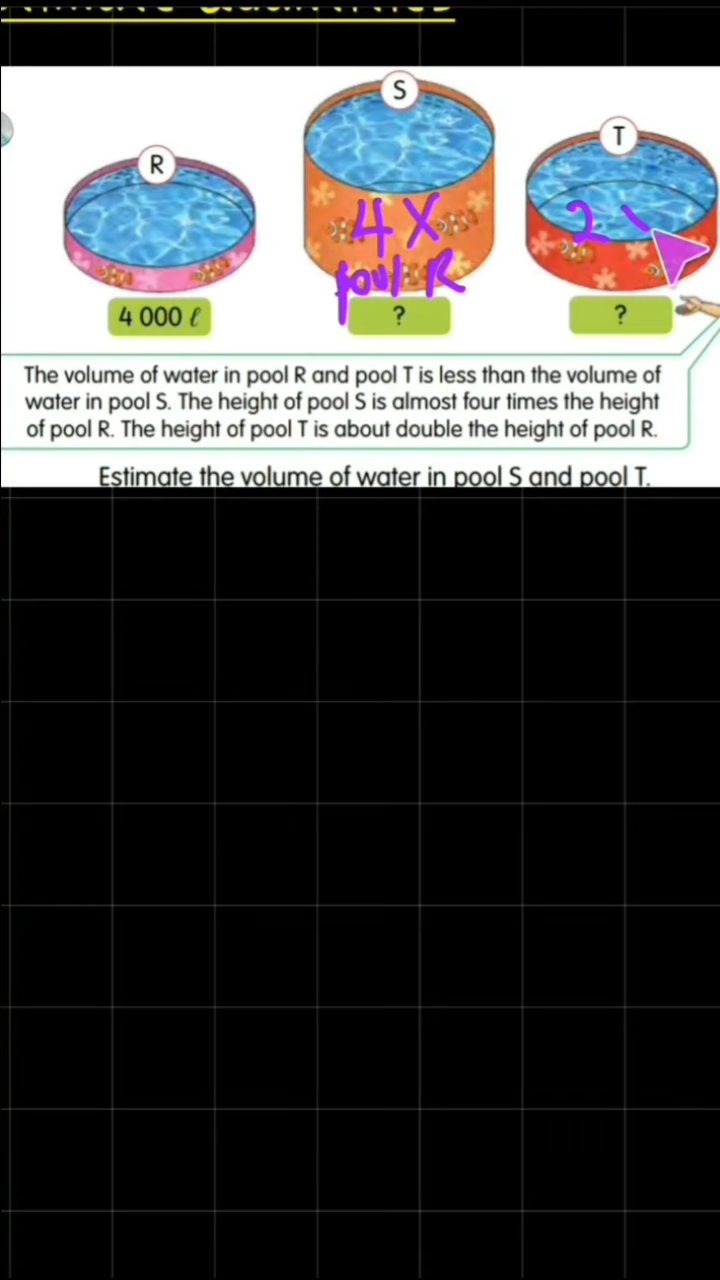 S
T
R
4 X
2
pool R
4 000 ℓ
?
?
The volume of water in pool R and pool T is less than the volume of
water in pool S. The height of pool S is almost four times the height
of pool R. The height of pool T is about double the height of pool R.
Estimate the volume of water in pool S and pool T.